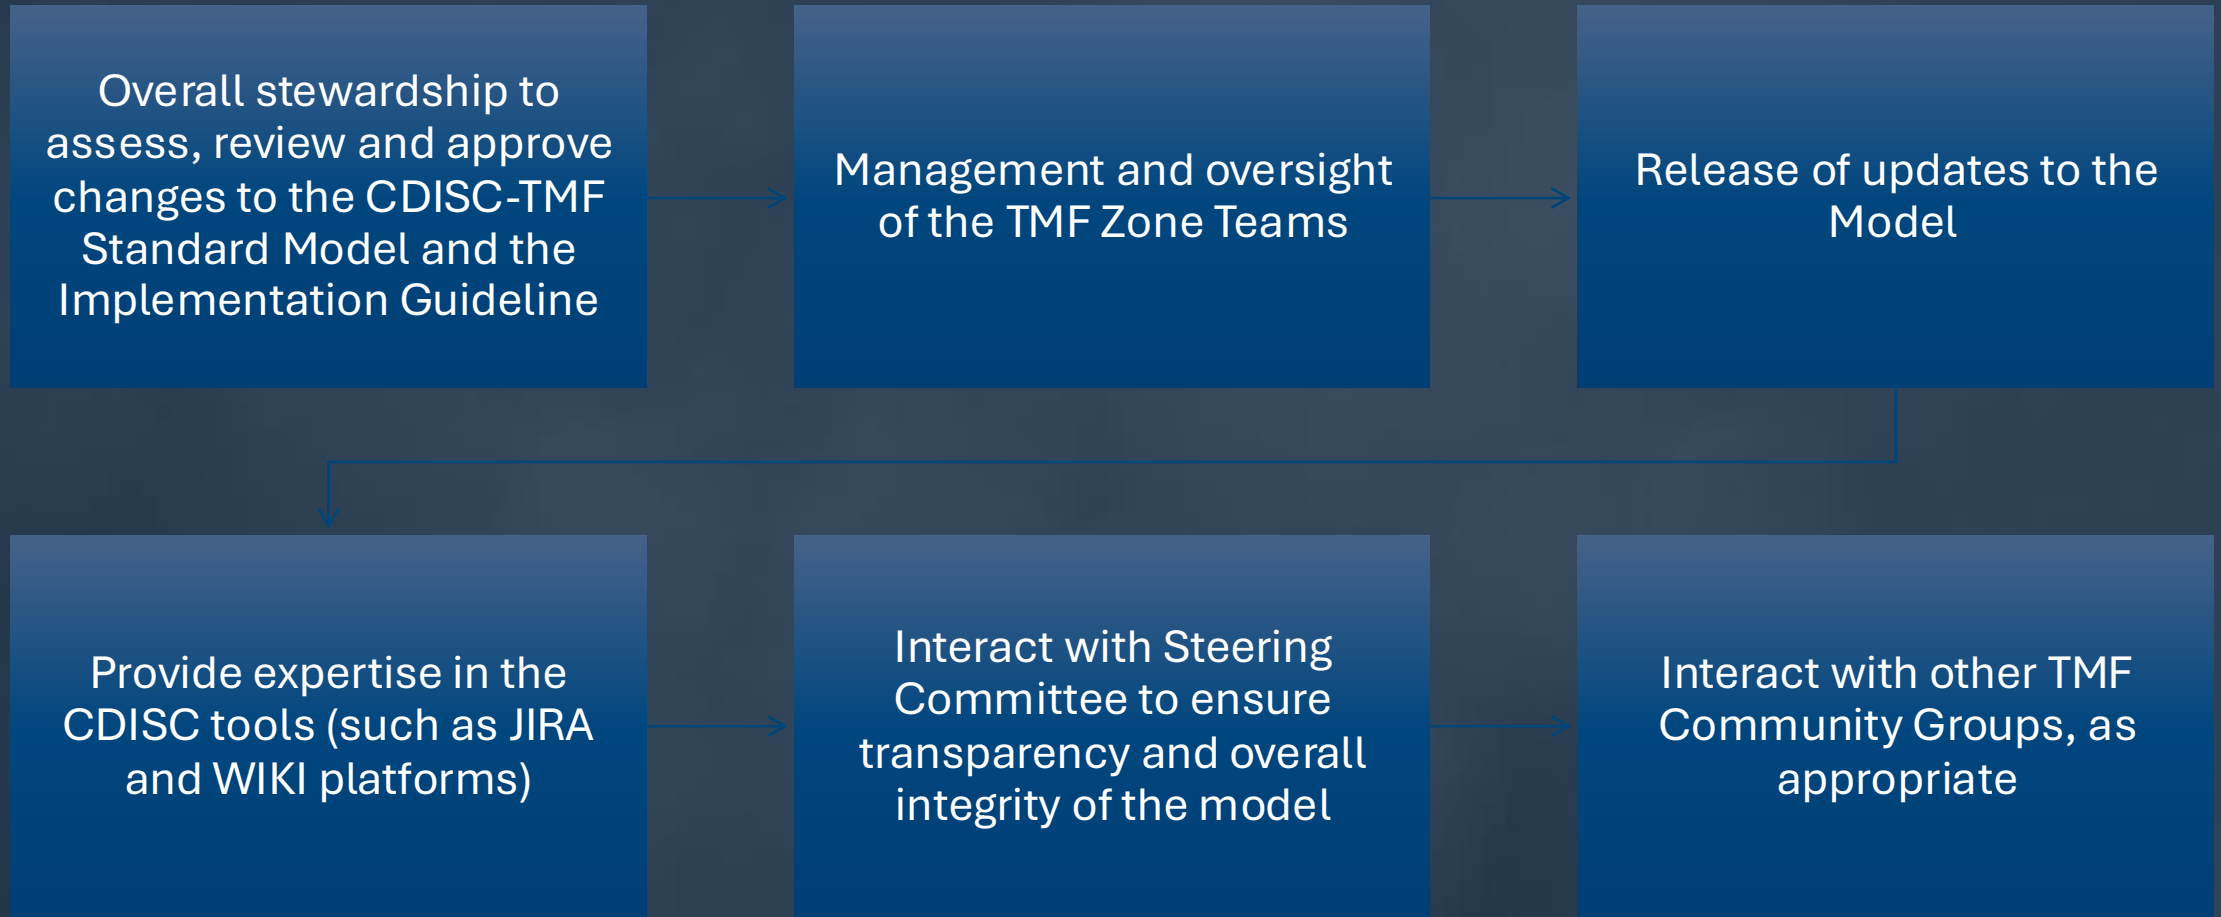 Overall stewardship to
assess, review and approve
changes to the CDISC-TMF
Standard Model and the
Implementation Guideline
Management and oversight
of the TMF Zone Teams
Release of updates to the
Model
Provide expertise in the
CDISC tools (such as JIRA
and WIKI platforms)
Interact with Steering
Committee to ensure
transparency and overall
integrity of the model
Interact with other TMF
Community Groups, as
appropriate